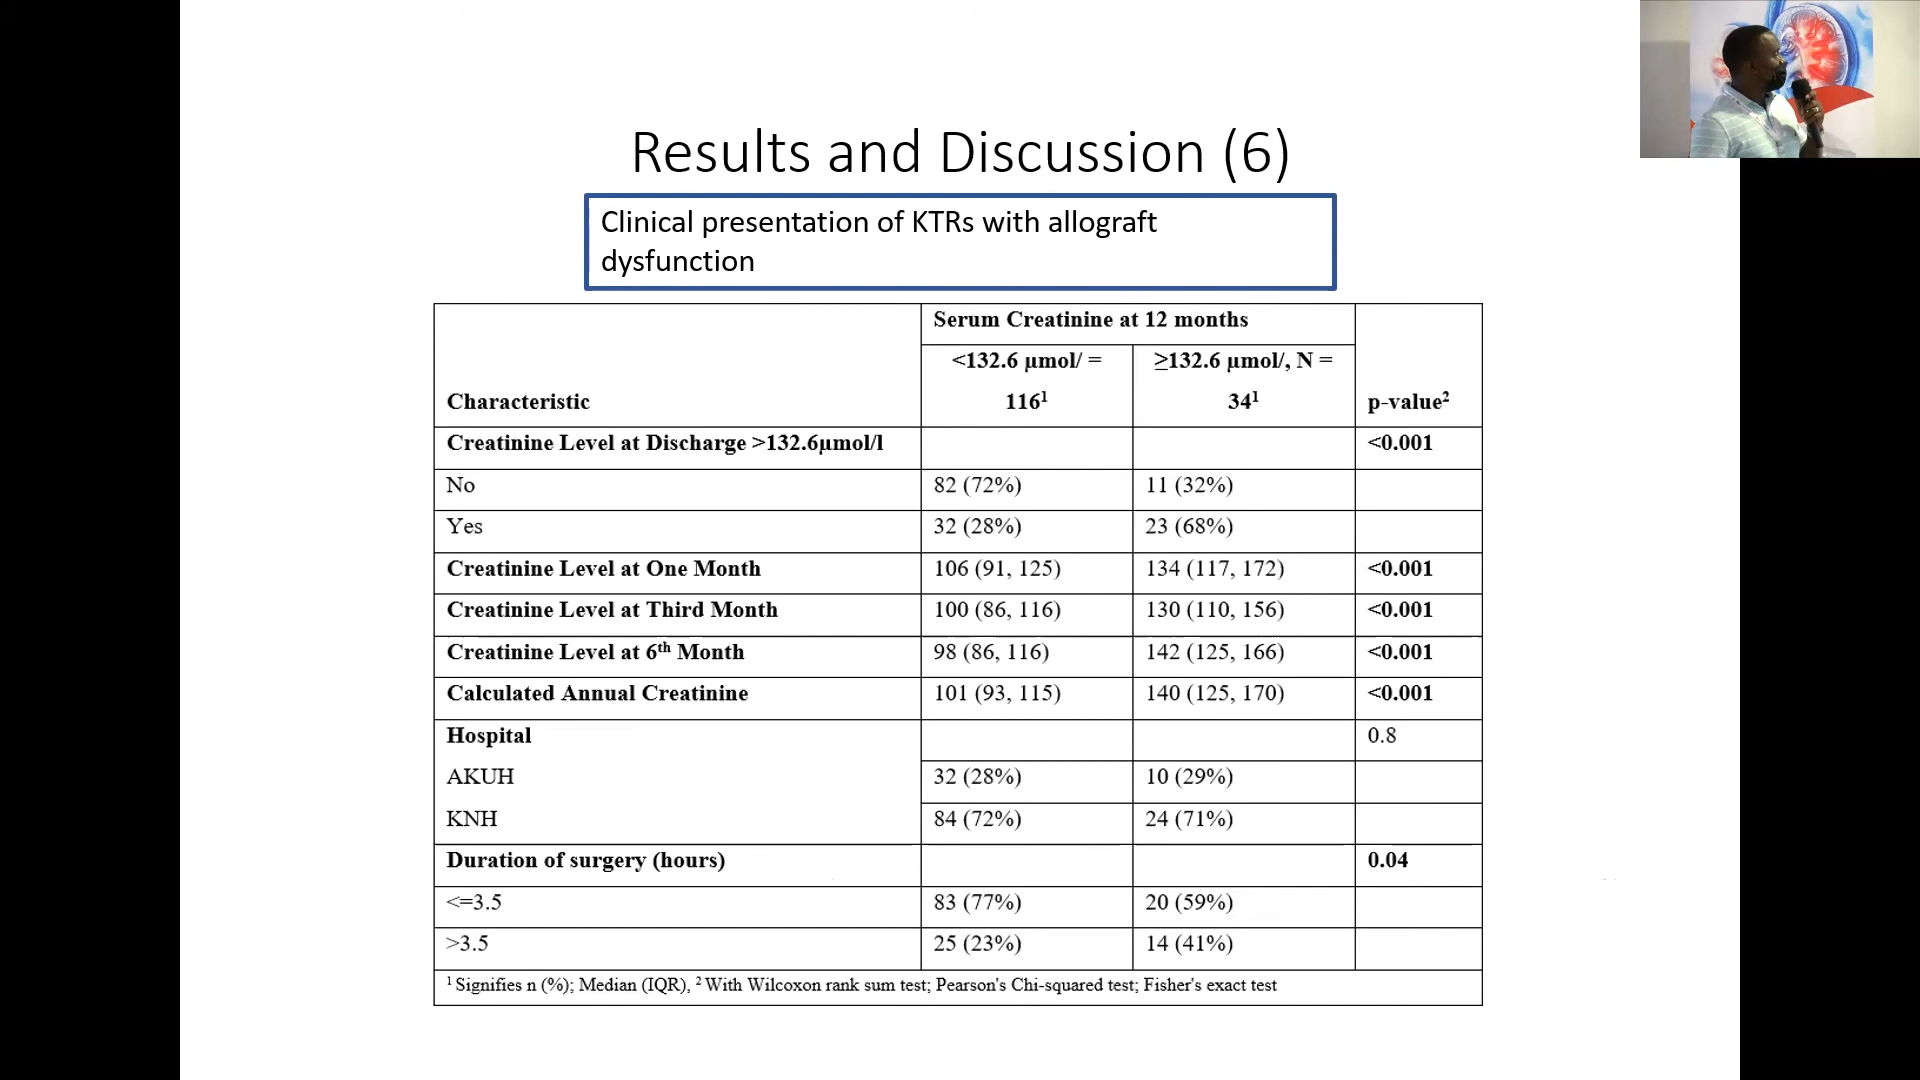 Results and Discussion (6)
Clinical presentation of KTRs with allograft
dysfunction
Serum Creatinine at 12 months
Characteristic <132.6 µmol/ = 116¹ ≥132.6 µmol/, N = 34¹ p-value²
Creatinine Level at Discharge >132.6µmol/l <0.001
No 82 (72%) 11 (32%)
Yes 32 (28%) 23 (68%)
Creatinine Level at One Month 106 (91, 125) 134 (117, 172) <0.001
Creatinine Level at Third Month 100 (86, 116) 130 (110, 156) <0.001
Creatinine Level at 6th Month 98 (86, 116) 142 (125, 166) <0.001
Calculated Annual Creatinine 101 (93, 115) 140 (125, 170) <0.001
Hospital 0.8
AKUH 32 (28%) 10 (29%)
KNH 84 (72%) 24 (71%)
Duration of surgery (hours) 0.04
<=3.5 83 (77%) 20 (59%)
>3.5 25 (23%) 14 (41%)
¹ Signifies n (%); Median (IQR), ² With Wilcoxon rank sum test; Pearson's Chi-squared test; Fisher's exact test